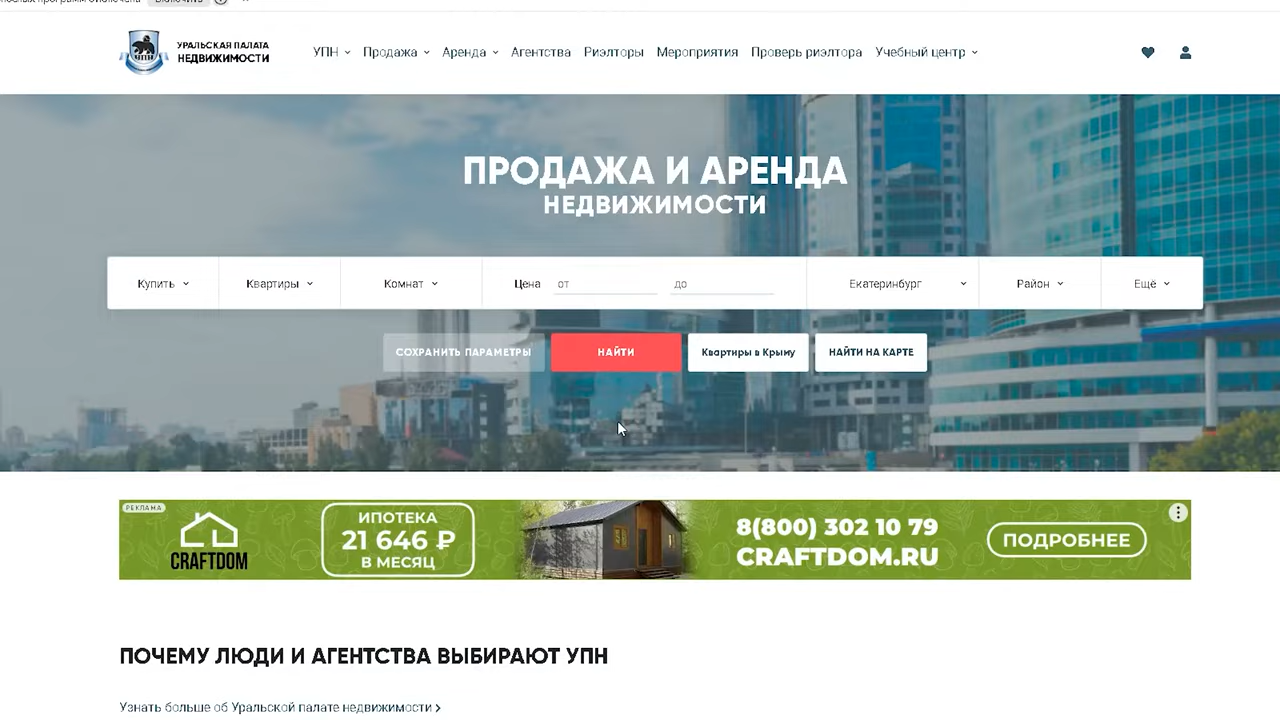 УРАЛЬСКАЯ ПАЛАТА
НЕДВИЖИМОСТИ
УПН Продажа Аренда Агентства Риэлторы Мероприятия Проверь риэлтора Учебный центр
ПРОДАЖА И АРЕНДА
НЕДВИЖИМОСТИ
Купить Квартиры Комнат Цена от до Екатеринбург Район Ещё
СОХРАНИТЬ ПАРАМЕТРЫ НАЙТИ Квартиры в Крыму НАЙТИ НА КАРТЕ
РЕКЛАМА
CRAFTDOM
ИПОТЕКА
21 646 ₽
В МЕСЯЦ
8(800) 302 10 79
CRAFTDOM.RU
ПОДРОБНЕЕ
ПОЧЕМУ ЛЮДИ И АГЕНТСТВА ВЫБИРАЮТ УПН
Узнать больше об Уральской палате недвижимости